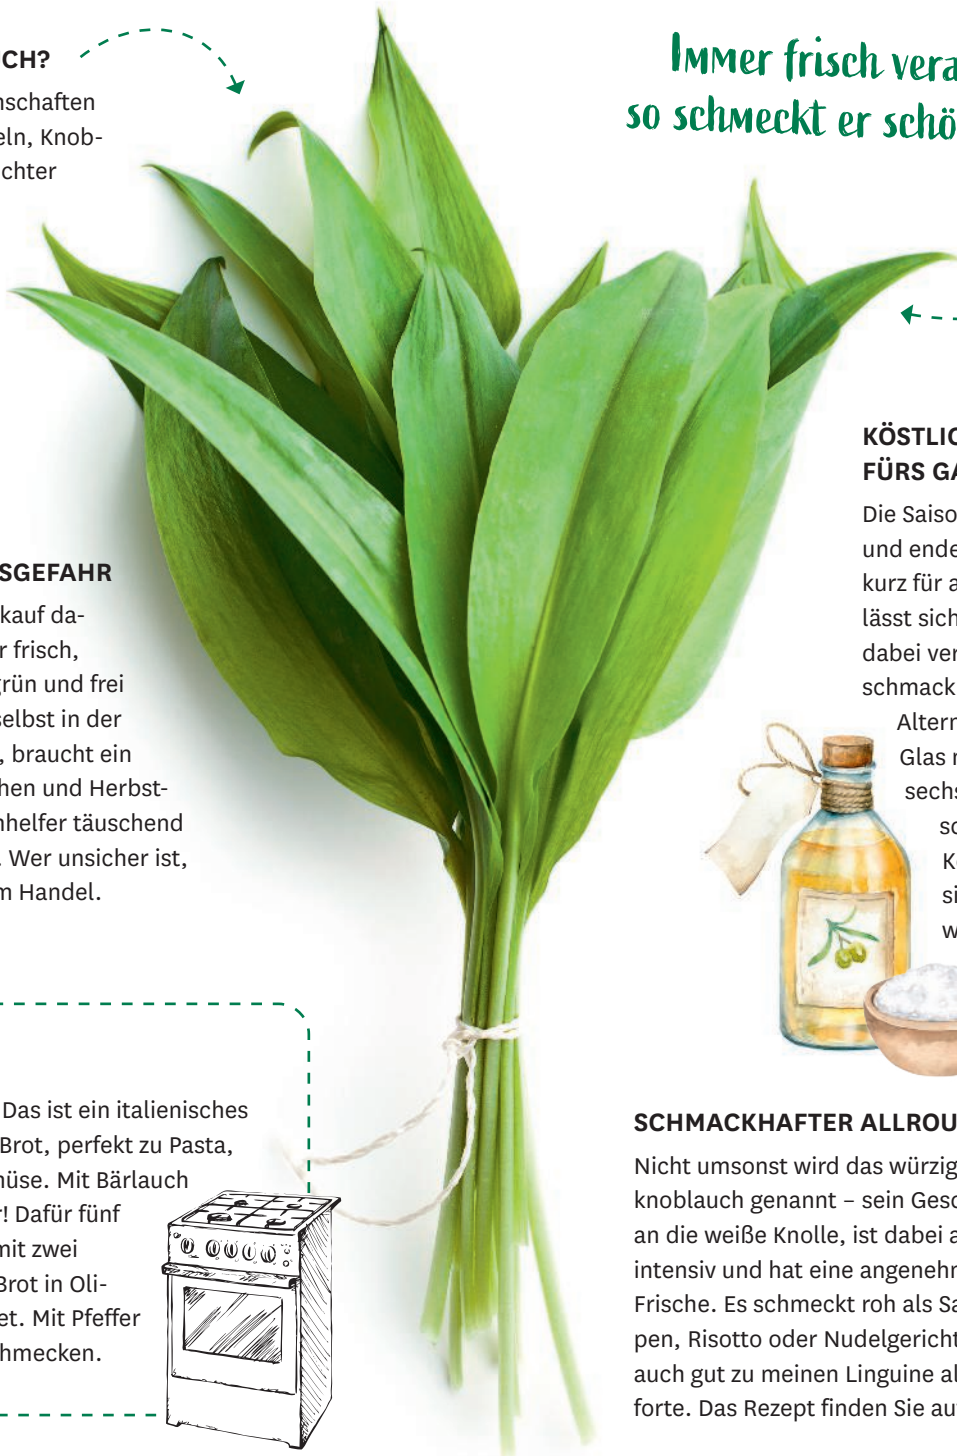 CH?
nschaften
eln, Knob-
chter
Immer frisch vera
so schmeckt er schö
SGEFAHR
kauf da-
r frisch,
grün und frei
selbst in der
, braucht ein
hen und Herbst-
nhelfer täuschend
. Wer unsicher ist,
m Handel.
KÖSTLIC
FÜRS GA
Die Saiso
und ende
kurz für a
lässt sich
dabei ver
schmack
Altern
Glas m
sechs
sc
K
si
w
Das ist ein italienisches
Brot, perfekt zu Pasta,
nüse. Mit Bärlauch
r! Dafür fünf
mit zwei
Brot in Oli-
et. Mit Pfeffer
hmecken.
SCHMACKHAFTER ALLROU
Nicht umsonst wird das würzig
knoblauch genannt – sein Gesc
an die weiße Knolle, ist dabei a
intensiv und hat eine angenehm
Frische. Es schmeckt roh als Sa
pen, Risotto oder Nudelgericht
auch gut zu meinen Linguine al
forte. Das Rezept finden Sie au